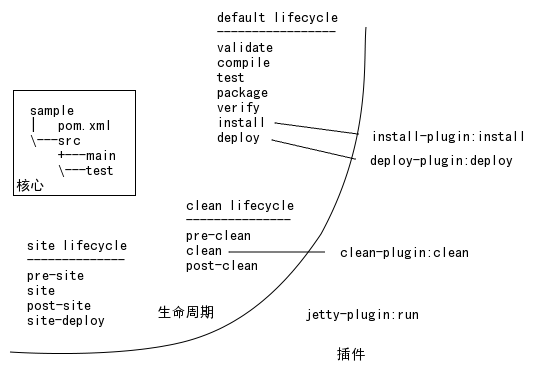 default lifecycle
-----------------
validate
compile
test
package
verify
install
deploy
install-plugin:install
deploy-plugin:deploy
sample
|   pom.xml
\---src
    +---main
    \---test
核心
clean lifecycle
---------------
pre-clean
clean
post-clean
clean-plugin:clean
site lifecycle
--------------
pre-site
site
post-site
site-deploy
生命周期
jetty-plugin:run
插件